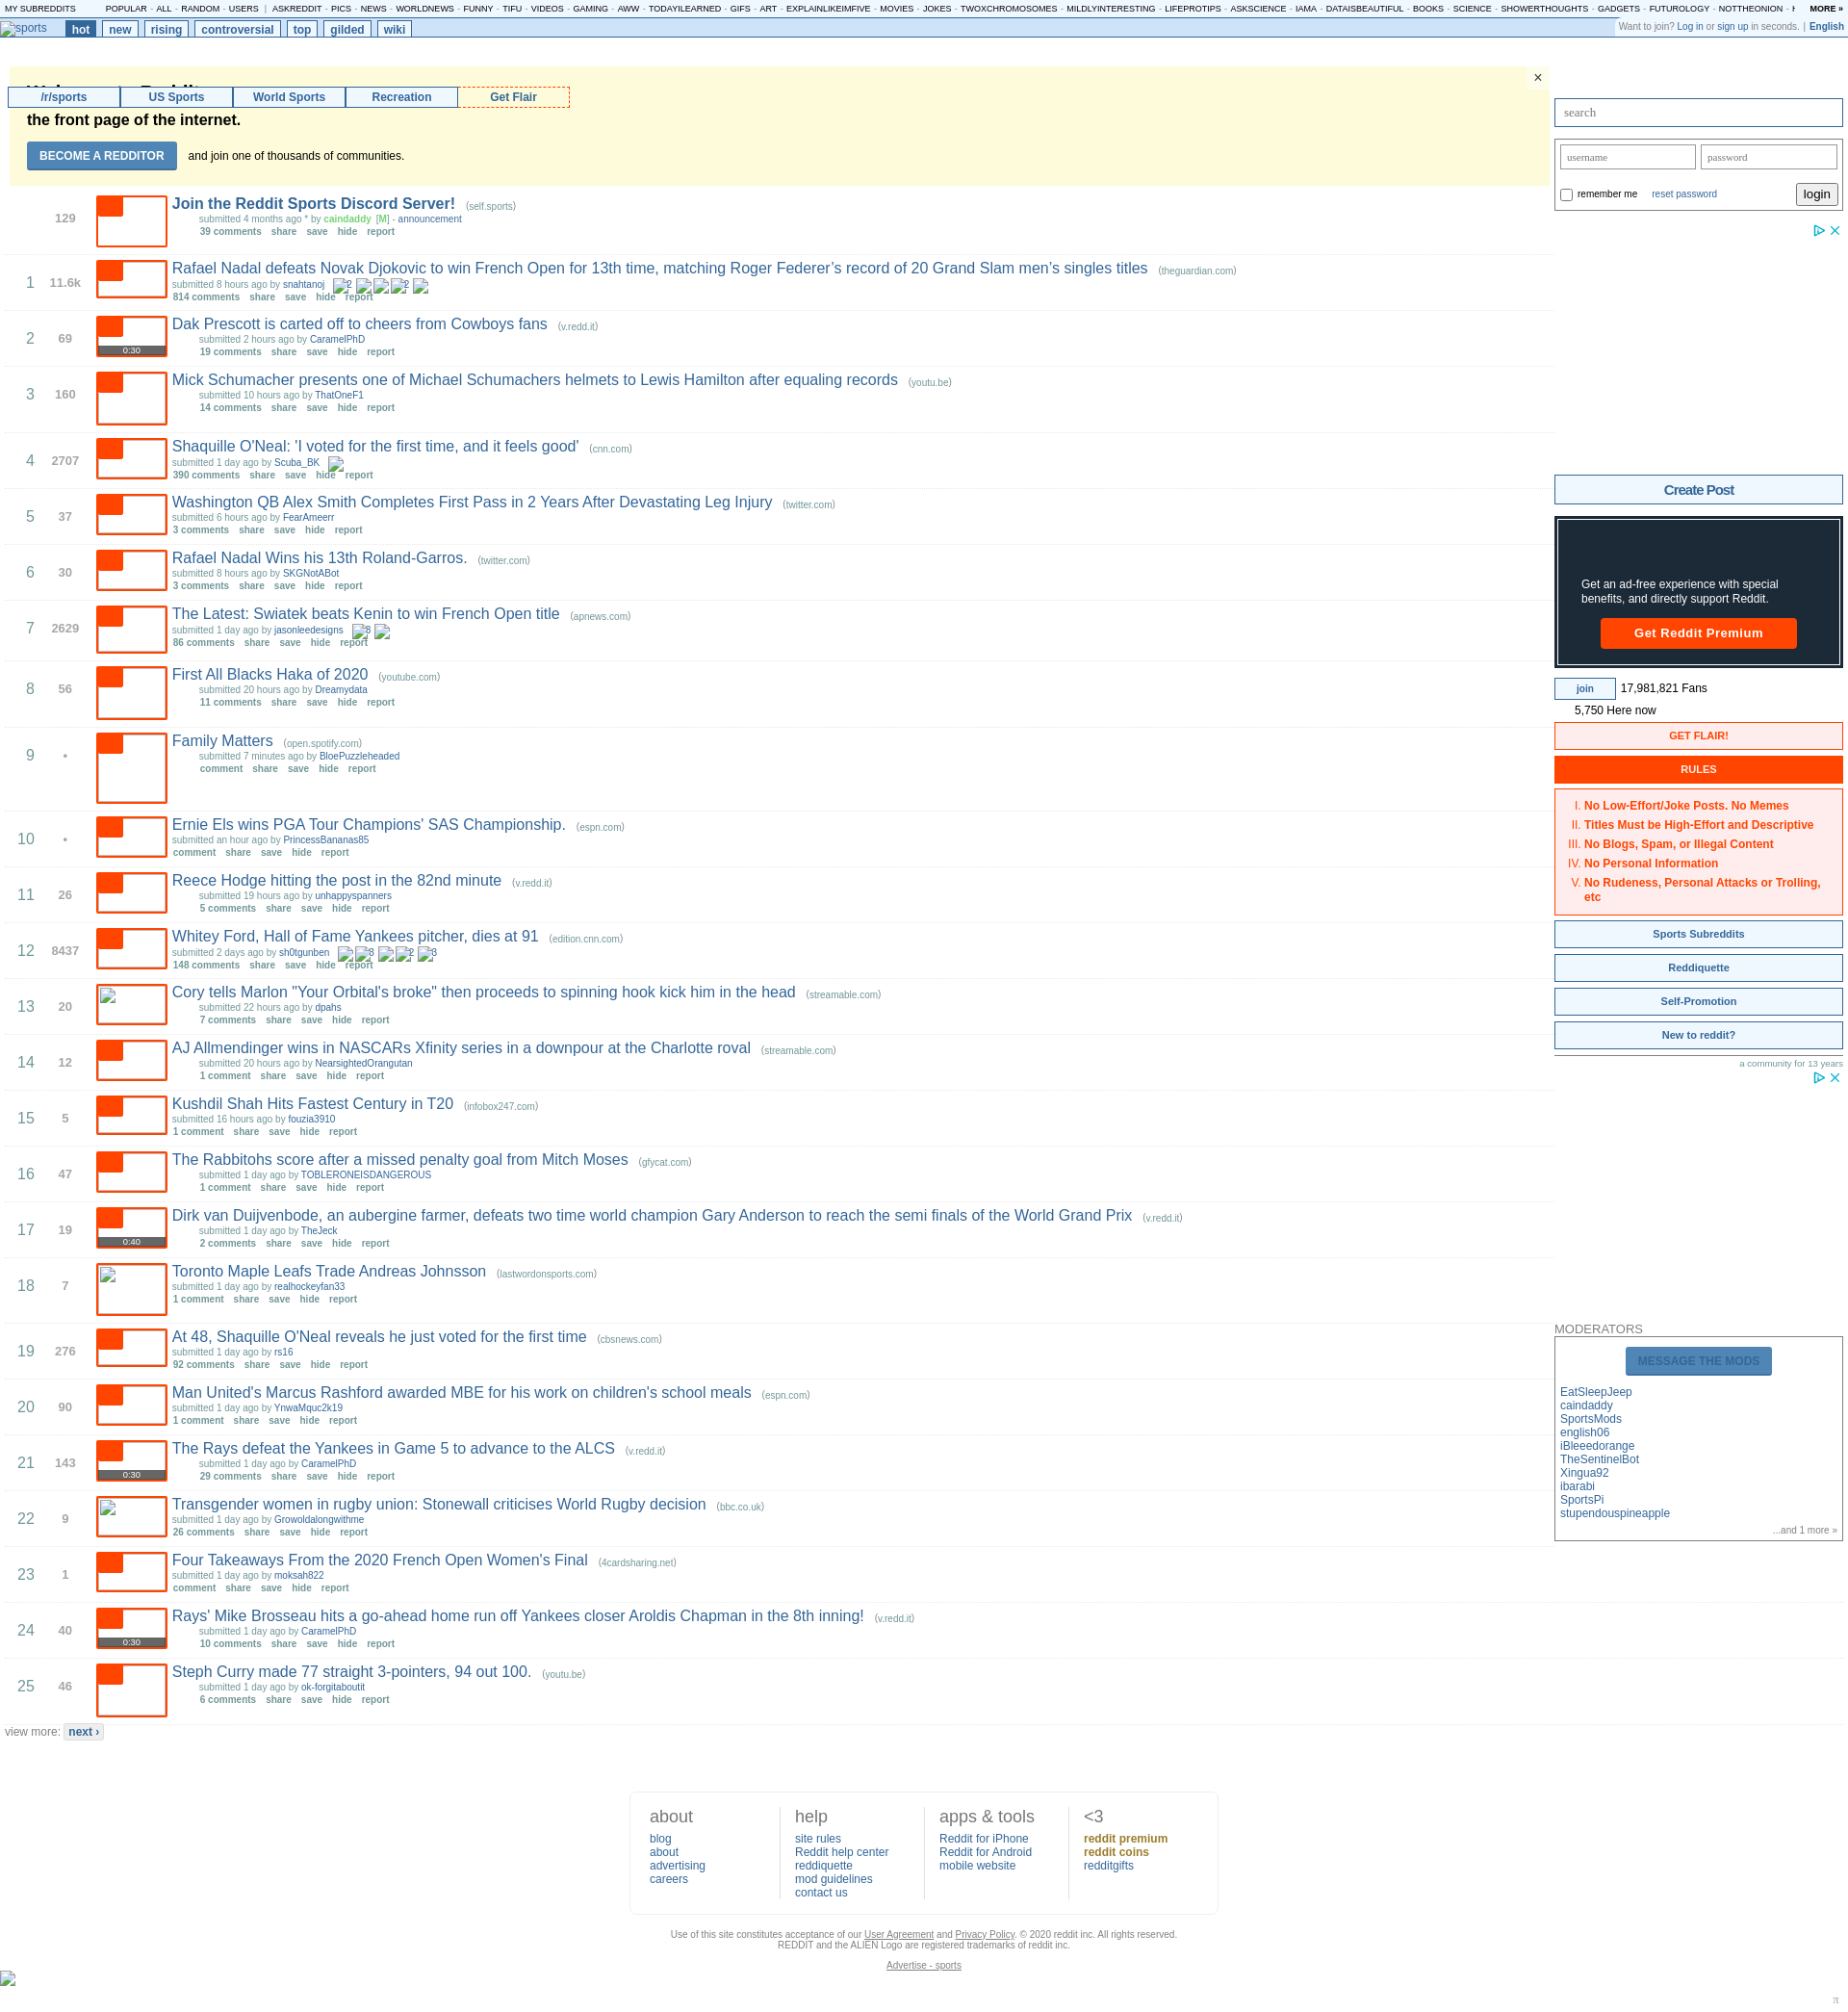 MY SUBREDDITS POPULAR - ALL - RANDOM - USERS | ASKREDDIT - PICS - NEWS - WORLDNEWS - FUNNY - TIFU - VIDEOS - GAMING - AWW - TODAYILEARNED - GIFS - ART - EXPLAINLIKEIMFIVE - MOVIES - JOKES - TWOXCHROMOSOMES - MILDLYINTERESTING - LIFEPROTIPS - ASKSCIENCE - IAMA - DATAISBEAUTIFUL - BOOKS - SCIENCE - SHOWERTHOUGHTS - GADGETS - FUTUROLOGY - NOTTHEONION - MORE »
sports hot new rising controversial top gilded wiki
Want to join? Log in or sign up in seconds. | English
/r/sports US Sports World Sports Recreation Get Flair
×
the front page of the internet.
BECOME A REDDITOR and join one of thousands of communities.
129
Join the Reddit Sports Discord Server! (self.sports)
submitted 4 months ago * by caindaddy [M] - announcement
39 comments share save hide report
1 11.6k
Rafael Nadal defeats Novak Djokovic to win French Open for 13th time, matching Roger Federer’s record of 20 Grand Slam men’s singles titles (theguardian.com)
submitted 8 hours ago by snahtanoj 2 2
814 comments share save hide report
2 69
0:30
Dak Prescott is carted off to cheers from Cowboys fans (v.redd.it)
submitted 2 hours ago by CaramelPhD
19 comments share save hide report
3 160
Mick Schumacher presents one of Michael Schumachers helmets to Lewis Hamilton after equaling records (youtu.be)
submitted 10 hours ago by ThatOneF1
14 comments share save hide report
4 2707
Shaquille O'Neal: 'I voted for the first time, and it feels good' (cnn.com)
submitted 1 day ago by Scuba_BK
390 comments share save hide report
5 37
Washington QB Alex Smith Completes First Pass in 2 Years After Devastating Leg Injury (twitter.com)
submitted 6 hours ago by FearAmeerr
3 comments share save hide report
6 30
Rafael Nadal Wins his 13th Roland-Garros. (twitter.com)
submitted 8 hours ago by SKGNotABot
3 comments share save hide report
7 2629
The Latest: Swiatek beats Kenin to win French Open title (apnews.com)
submitted 1 day ago by jasonleedesigns 3
86 comments share save hide report
8 56
First All Blacks Haka of 2020 (youtube.com)
submitted 20 hours ago by Dreamydata
11 comments share save hide report
9 •
Family Matters (open.spotify.com)
submitted 7 minutes ago by BloePuzzleheaded
comment share save hide report
10 •
Ernie Els wins PGA Tour Champions' SAS Championship. (espn.com)
submitted an hour ago by PrincessBananas85
comment share save hide report
11 26
Reece Hodge hitting the post in the 82nd minute (v.redd.it)
submitted 19 hours ago by unhappyspanners
5 comments share save hide report
12 8437
Whitey Ford, Hall of Fame Yankees pitcher, dies at 91 (edition.cnn.com)
submitted 2 days ago by sh0tgunben 3 2 3
148 comments share save hide report
13 20
Cory tells Marlon "Your Orbital's broke" then proceeds to spinning hook kick him in the head (streamable.com)
submitted 22 hours ago by dpahs
7 comments share save hide report
14 12
AJ Allmendinger wins in NASCARs Xfinity series in a downpour at the Charlotte roval (streamable.com)
submitted 20 hours ago by NearsightedOrangutan
1 comment share save hide report
15 5
Kushdil Shah Hits Fastest Century in T20 (infobox247.com)
submitted 16 hours ago by fouzia3910
1 comment share save hide report
16 47
The Rabbitohs score after a missed penalty goal from Mitch Moses (gfycat.com)
submitted 1 day ago by TOBLERONEISDANGEROUS
1 comment share save hide report
17 19
0:40
Dirk van Duijvenbode, an aubergine farmer, defeats two time world champion Gary Anderson to reach the semi finals of the World Grand Prix (v.redd.it)
submitted 1 day ago by TheJeck
2 comments share save hide report
18 7
Toronto Maple Leafs Trade Andreas Johnsson (lastwordonsports.com)
submitted 1 day ago by realhockeyfan33
1 comment share save hide report
19 276
At 48, Shaquille O'Neal reveals he just voted for the first time (cbsnews.com)
submitted 1 day ago by rs16
92 comments share save hide report
20 90
Man United's Marcus Rashford awarded MBE for his work on children's school meals (espn.com)
submitted 1 day ago by YnwaMquc2k19
1 comment share save hide report
21 143
0:30
The Rays defeat the Yankees in Game 5 to advance to the ALCS (v.redd.it)
submitted 1 day ago by CaramelPhD
29 comments share save hide report
22 9
Transgender women in rugby union: Stonewall criticises World Rugby decision (bbc.co.uk)
submitted 1 day ago by Growoldalongwithme
26 comments share save hide report
23 1
Four Takeaways From the 2020 French Open Women's Final (4cardsharing.net)
submitted 1 day ago by moksah822
comment share save hide report
24 40
0:30
Rays' Mike Brosseau hits a go-ahead home run off Yankees closer Aroldis Chapman in the 8th inning! (v.redd.it)
submitted 1 day ago by CaramelPhD
10 comments share save hide report
25 46
Steph Curry made 77 straight 3-pointers, 94 out 100. (youtu.be)
submitted 1 day ago by ok-forgitaboutit
6 comments share save hide report
view more: next ›
search
username password
remember me reset password login
Create Post
Get an ad-free experience with special
benefits, and directly support Reddit.
Get Reddit Premium
join 17,981,821 Fans
5,750 Here now
GET FLAIR!
RULES
I. No Low-Effort/Joke Posts. No Memes
II. Titles Must be High-Effort and Descriptive
III. No Blogs, Spam, or Illegal Content
IV. No Personal Information
V. No Rudeness, Personal Attacks or Trolling,
etc
Sports Subreddits
Reddiquette
Self-Promotion
New to reddit?
a community for 13 years
MODERATORS
MESSAGE THE MODS
EatSleepJeep
caindaddy
SportsMods
english06
iBleeedorange
TheSentinelBot
Xingua92
ibarabi
SportsPi
stupendouspineapple
...and 1 more »
about
blog
about
advertising
careers
help
site rules
Reddit help center
reddiquette
mod guidelines
contact us
apps & tools
Reddit for iPhone
Reddit for Android
mobile website
<3
reddit premium
reddit coins
redditgifts
Use of this site constitutes acceptance of our User Agreement and Privacy Policy. © 2020 reddit inc. All rights reserved.
REDDIT and the ALIEN Logo are registered trademarks of reddit inc.
Advertise - sports
π